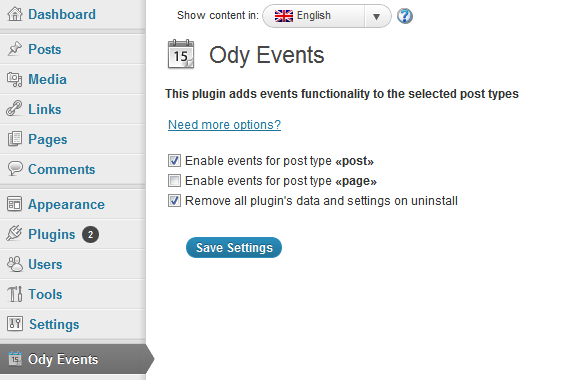 Dashboard
Posts
Media
Links
Pages
Comments
Appearance
Plugins 2
Users
Tools
Settings
15 Ody Events
Show content in: English ?
15 Ody Events
This plugin adds events functionality to the selected post types
Need more options?
Enable events for post type «post»
Enable events for post type «page»
Remove all plugin's data and settings on uninstall
Save Settings